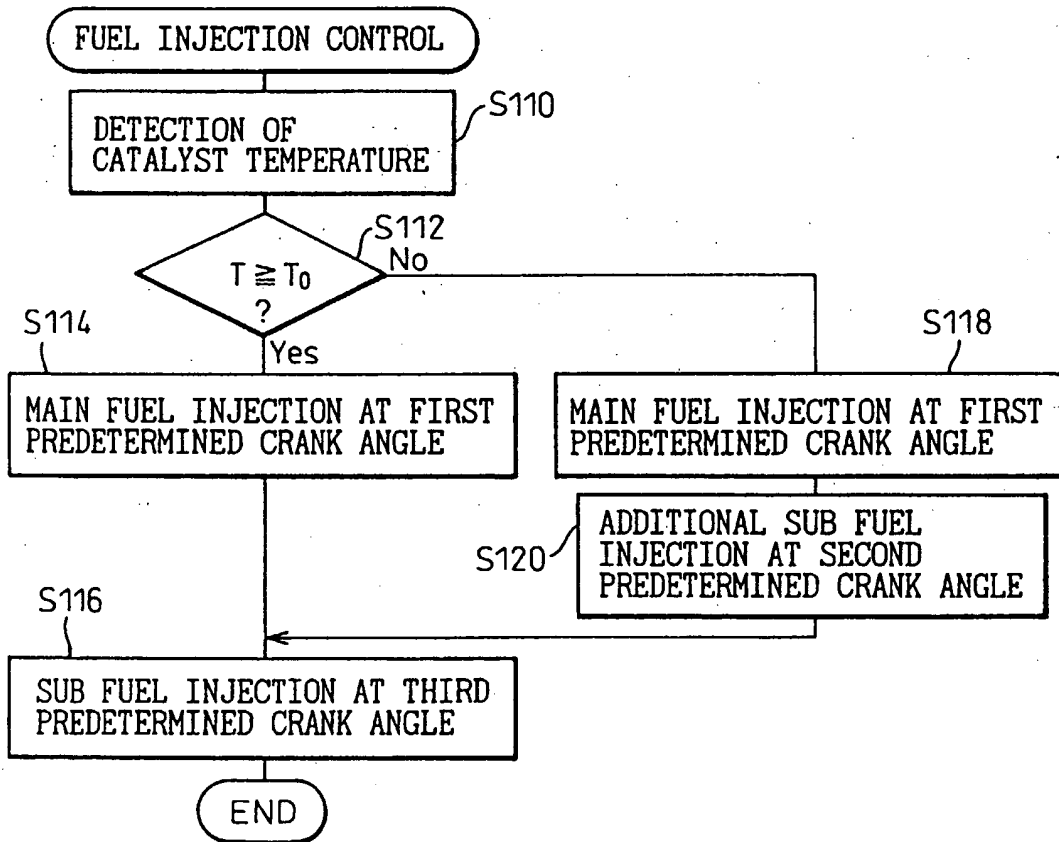 FUEL INJECTION CONTROL
S110
DETECTION OF
CATALYST TEMPERATURE
S112
T ≧ T₀
?
No
Yes
S114
MAIN FUEL INJECTION AT FIRST
PREDETERMINED CRANK ANGLE
S118
MAIN FUEL INJECTION AT FIRST
PREDETERMINED CRANK ANGLE
S120
ADDITIONAL SUB FUEL
INJECTION AT SECOND
PREDETERMINED CRANK ANGLE
S116
SUB FUEL INJECTION AT THIRD
PREDETERMINED CRANK ANGLE
END